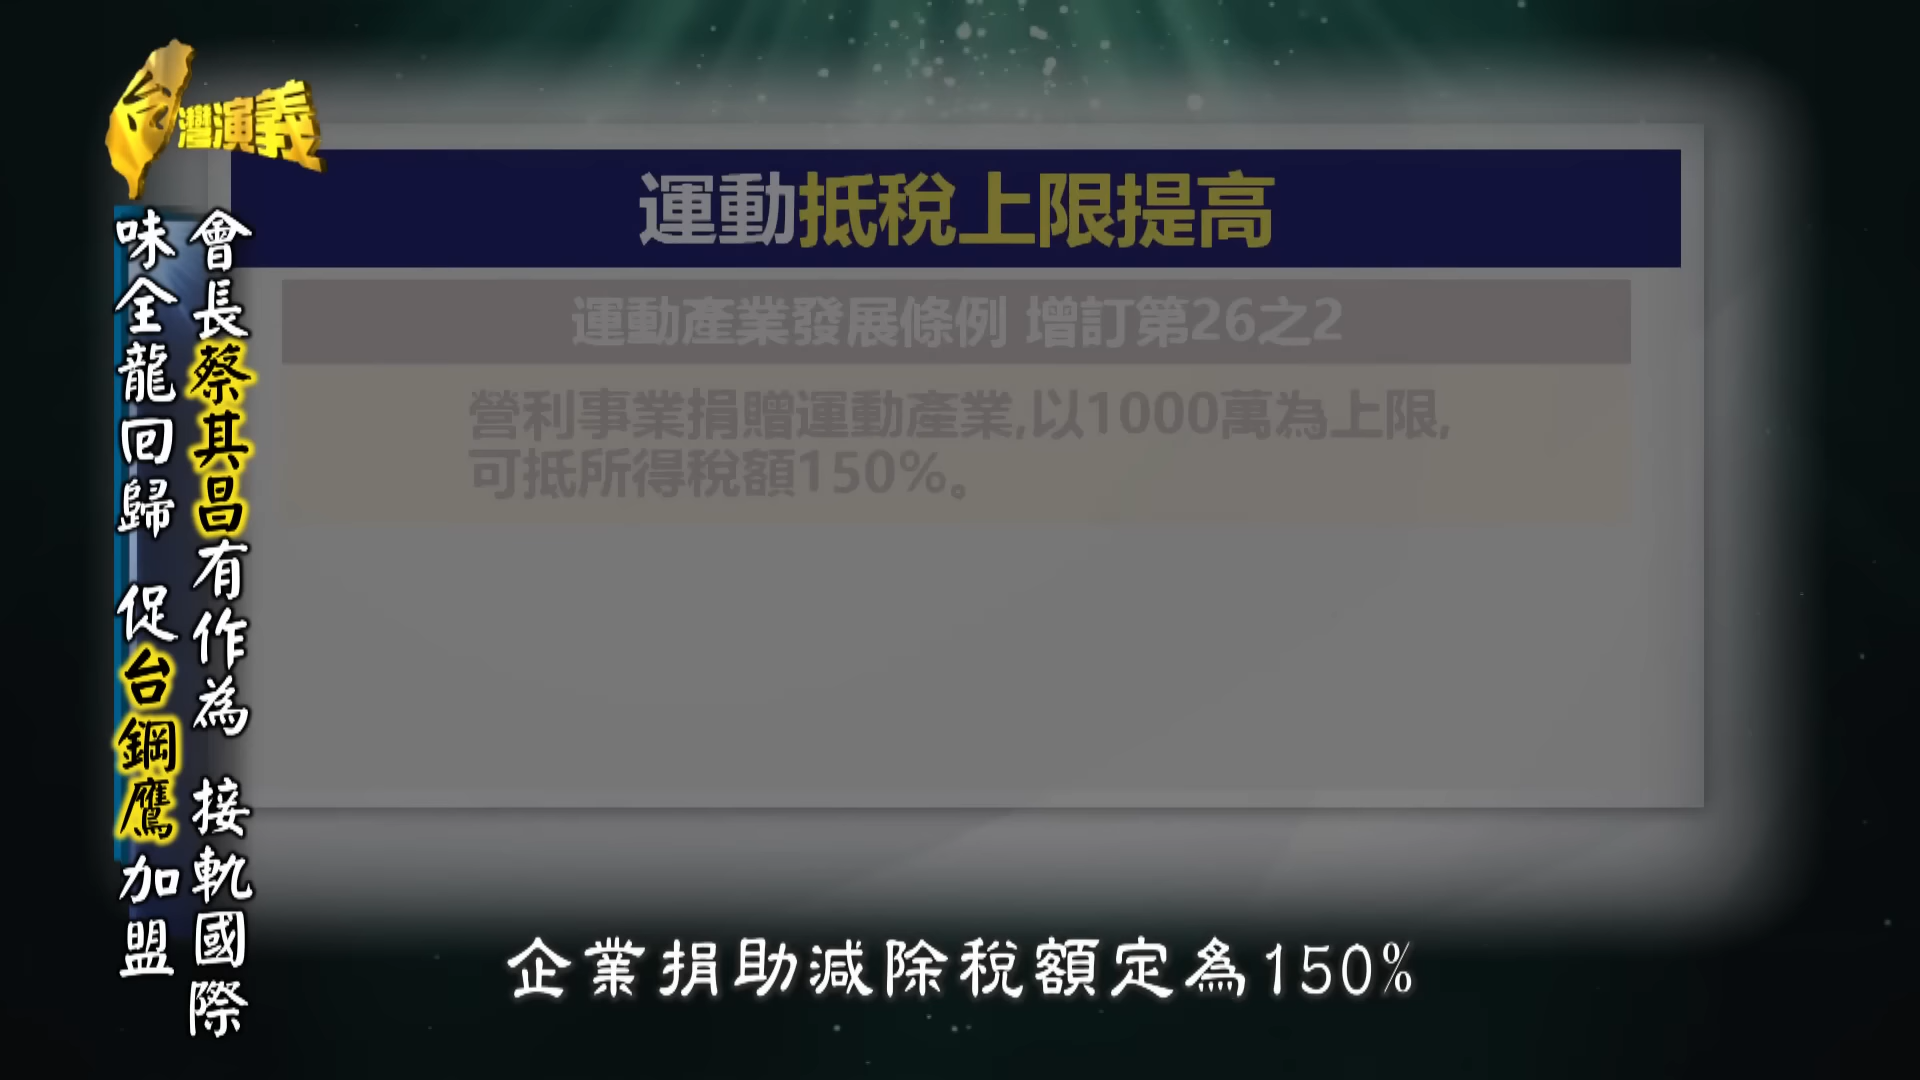 台灣演義
會長蔡其昌有作為 接軌國際
味全龍回歸 促台鋼鷹加盟
運動抵稅上限提高
運動產業發展條例 增訂第26之2
營利事業捐贈運動產業,以1000萬為上限,
可抵所得稅額150%。
企業捐助減除稅額定為150%